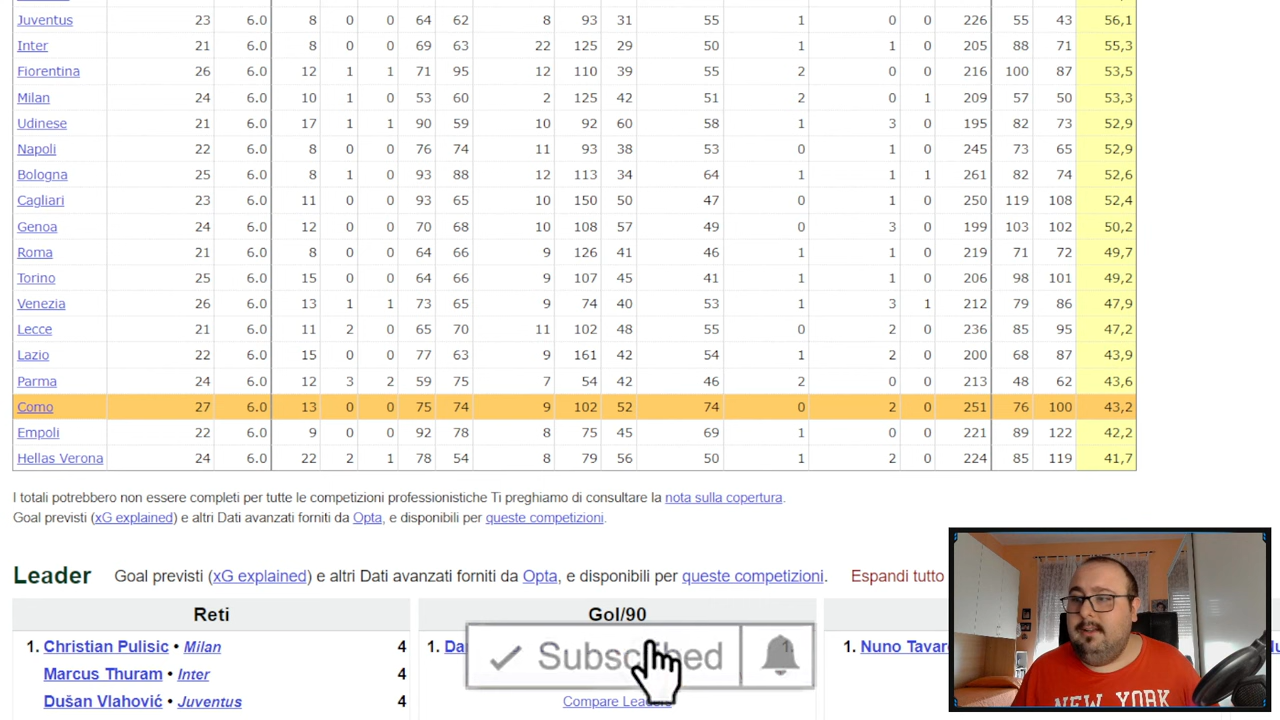 Juventus 23 6.0 8 0 0 64 62 8 93 31 55 1 0 0 226 55 43 56,1
Inter 21 6.0 8 0 0 69 63 22 125 29 50 1 1 0 205 88 71 55,3
Fiorentina 26 6.0 12 1 1 71 95 12 110 39 55 2 0 0 216 100 87 53,5
Milan 24 6.0 10 1 0 53 60 2 125 42 51 2 0 1 209 57 50 53,3
Udinese 21 6.0 17 1 1 90 59 10 92 60 58 1 3 0 195 82 73 52,9
Napoli 22 6.0 8 0 0 76 74 11 93 38 53 0 1 0 245 73 65 52,9
Bologna 25 6.0 8 1 0 93 88 12 113 34 64 1 1 1 261 82 74 52,6
Cagliari 23 6.0 11 0 0 93 65 10 150 50 47 0 1 0 250 119 108 52,4
Genoa 24 6.0 17 0 0 70 68 10 108 57 49 0 3 0 199 103 102 50,2
Roma 21 6.0 8 0 0 64 66 9 126 41 46 1 1 0 219 71 72 49,7
Torino 25 6.0 15 0 0 64 66 9 107 45 41 1 1 0 206 98 101 49,2
Venezia 26 6.0 13 1 1 73 65 9 74 40 53 1 3 1 212 79 86 47,9
Lecce 21 6.0 11 2 0 65 70 11 102 48 55 0 2 0 236 85 95 47,2
Lazio 22 6.0 15 0 0 77 63 9 161 42 54 1 2 0 200 68 87 43,9
Parma 24 6.0 12 3 2 59 75 7 54 42 46 2 0 0 213 48 62 43,6
Como 27 6.0 13 0 0 75 74 9 102 52 74 0 2 0 251 76 100 43,2
Empoli 22 6.0 9 0 0 92 78 8 75 45 69 1 0 0 221 89 122 42,2
Hellas Verona 24 6.0 22 2 1 78 54 8 79 56 50 1 2 0 224 85 119 41,7
I totali potrebbero non essere completi per tutte le competizioni professionistiche Ti preghiamo di consultare la nota sulla copertura.
Goal previsti (xG explained) e altri Dati avanzati forniti da Opta, e disponibili per queste competizioni.
Leader Goal previsti (xG explained) e altri Dati avanzati forniti da Opta, e disponibili per queste competizioni. Espandi tutto
Reti Gol/90
1. Christian Pulisic • Milan 4 1. 1.
Marcus Thuram • Inter 4 Subscribed
Dušan Vlahović • Juventus 4 Compare Leaders
NEW YORK